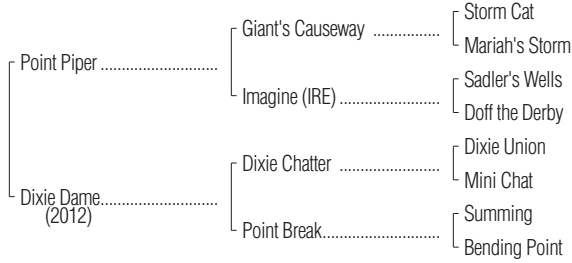 Storm Cat
Giant's Causeway ................
Mariah's Storm
Point Piper ............................
Sadler's Wells
Imagine (IRE) ........................
Doff the Derby
Dixie Union
Dixie Chatter ........................
Mini Chat
Dixie Dame............................
(2012)
Summing
Point Break............................
Bending Point